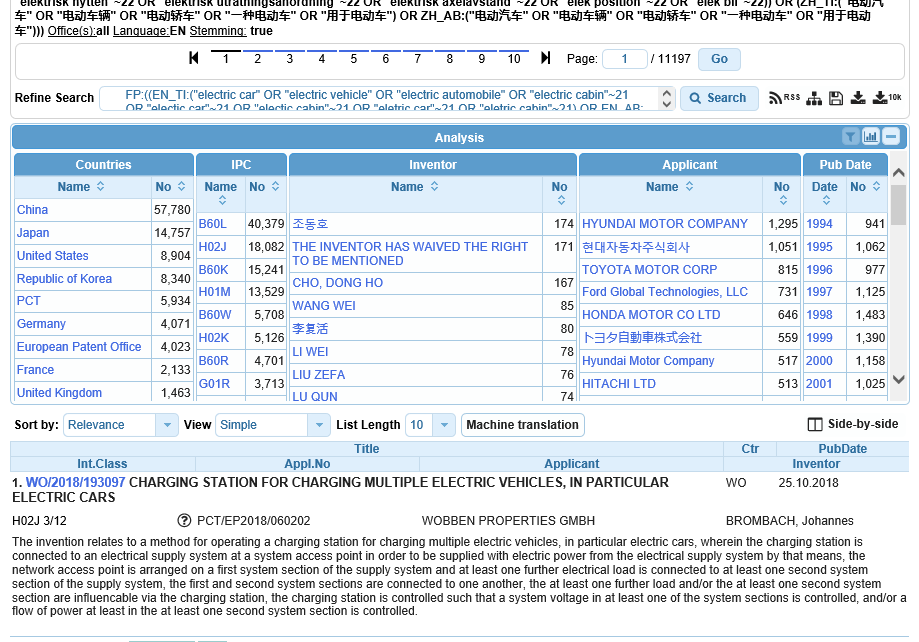 "elektrisk hytten"~22 OR "elektrisk utråtningsanordning"~22 OR "elektrisk axelavstand"~22 OR "elek position"~22 OR "elek bil"~22)) OR (ZH_TI:("电动汽
车" OR "电动车辆" OR "电动轿车" OR "一种电动车" OR "用于电动车") OR ZH_AB:("电动汽车" OR "电动车辆" OR "电动轿车" OR "一种电动车" OR "用于电动
车"))) Office(s):all Language:EN Stemming: true
1 2 3 4 5 6 7 8 9 10 Page: 1 / 11197 Go
Refine Search FP:((EN_TI:("electric car" OR "electric vehicle" OR "electric automobile" OR "electric cabin"~21 Search RSS 10k
OR "electic car"~21 OR "electic cabin"~21 OR "eletric car"~21 OR "eletric cabin"~21) OR EN_AB:
Analysis
Countries IPC Inventor Applicant Pub Date
Name No Name No Name No Name No Date No
China 57,780 B60L 40,379 조동호 174 HYUNDAI MOTOR COMPANY 1,295 1994 941
Japan 14,757 H02J 18,082 THE INVENTOR HAS WAIVED THE RIGHT 171 현대자동차주식회사 1,051 1995 1,062
TO BE MENTIONED
United States 8,904 B60K 15,241 CHO, DONG HO 167 TOYOTA MOTOR CORP 815 1996 977
Republic of Korea 8,340 H01M 13,529 WANG WEI 85 Ford Global Technologies, LLC 731 1997 1,125
PCT 5,934 B60W 5,708 李复活 80 HONDA MOTOR CO LTD 646 1998 1,483
Germany 4,071 H02K 5,126 LI WEI 78 トヨタ自動車株式会社 559 1999 1,390
European Patent Office 4,023 B60R 4,701 LIU ZEFA 76 Hyundai Motor Company 517 2000 1,158
France 2,133 G01R 3,713 LU QUN 74 HITACHI LTD 513 2001 1,025
United Kingdom 1,463
Sort by: Relevance View Simple List Length 10 Machine translation Side-by-side
Title Ctr PubDate
Int.Class Appl.No Applicant Inventor
1. WO/2018/193097 CHARGING STATION FOR CHARGING MULTIPLE ELECTRIC VEHICLES, IN PARTICULAR WO 25.10.2018
ELECTRIC CARS
H02J 3/12 ? PCT/EP2018/060202 WOBBEN PROPERTIES GMBH BROMBACH, Johannes
The invention relates to a method for operating a charging station for charging multiple electric vehicles, in particular electric cars, wherein the charging station is
connected to an electrical supply system at a system access point in order to be supplied with electric power from the electrical supply system by that means, the
network access point is arranged on a first system section of the supply system and at least one further electrical load is connected to at least one second system
section of the supply system, the first and second system sections are connected to one another, the at least one further load and/or the at least one second system
section are influencable via the charging station, the charging station is controlled such that a system voltage in at least one of the system sections is controlled, and/or a
flow of power at least in the at least one second system section is controlled.